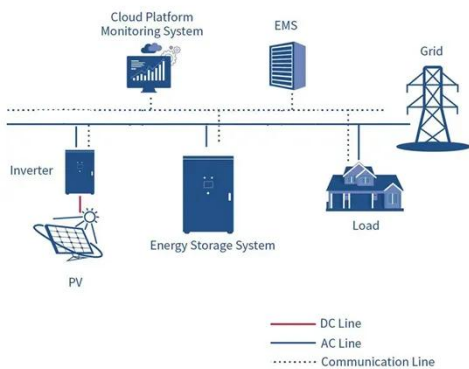 Cloud Platform
Monitoring System
EMS
Grid
Inverter
Energy Storage System
Load
PV
DC Line
AC Line
Communication Line